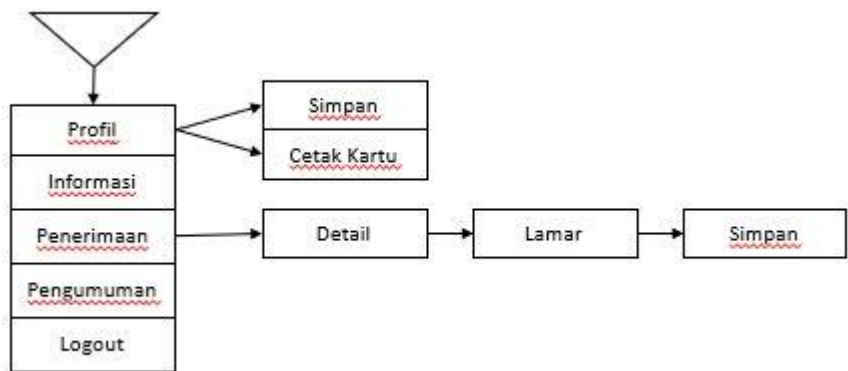 Profil
Simpan
Cetak Kartu
Informasi
Penerimaan
Detail
Lamar
Simpan
Pengumuman
Logout